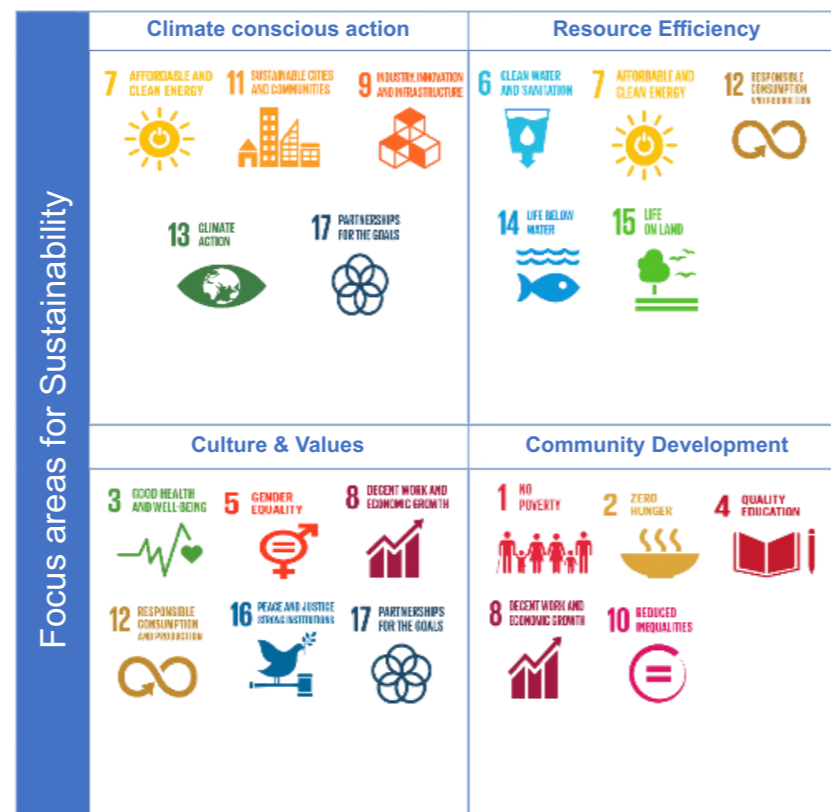 Focus areas for Sustainability
Climate conscious action
7 AFFORDABLE AND
CLEAN ENERGY
11 SUSTAINABLE CITIES
AND COMMUNITIES
9 INDUSTRY, INNOVATION
AND INFRASTRUCTURE
13 CLIMATE
ACTION
17 PARTNERSHIPS
FOR THE GOALS
Resource Efficiency
6 CLEAN WATER
AND SANITATION
7 AFFORDABLE AND
CLEAN ENERGY
12 RESPONSIBLE
CONSUMPTION
AND PRODUCTION
14 LIFE BELOW
WATER
15 LIFE
ON LAND
Culture & Values
3 GOOD HEALTH
AND WELL-BEING
5 GENDER
EQUALITY
8 DECENT WORK AND
ECONOMIC GROWTH
12 RESPONSIBLE
CONSUMPTION
AND PRODUCTION
16 PEACE AND JUSTICE
STRONG INSTITUTIONS
17 PARTNERSHIPS
FOR THE GOALS
Community Development
1 NO
POVERTY
2 ZERO
HUNGER
4 QUALITY
EDUCATION
8 DECENT WORK AND
ECONOMIC GROWTH
10 REDUCED
INEQUALITIES